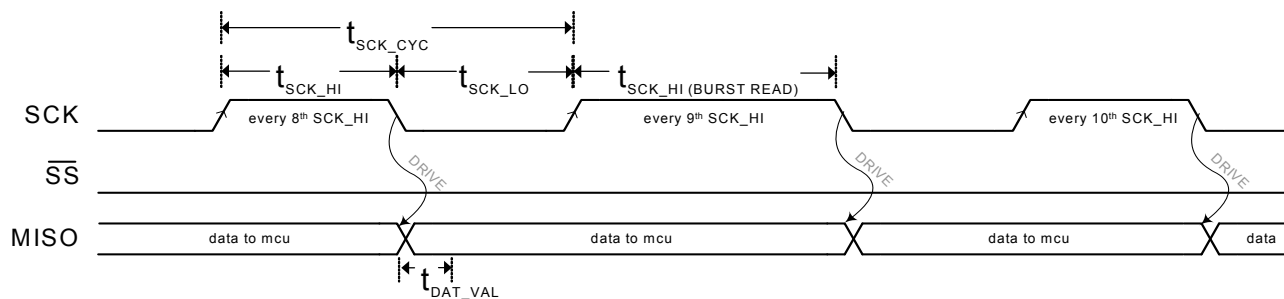 tSCK_CYC
tSCK_HI tSCK_LO tSCK_HI (BURST READ)
SCK every 8th SCK_HI every 9th SCK_HI every 10th SCK_HI
DRIVE DRIVE DRIVE
SS
MISO data to mcu data to mcu data to mcu data
tDAT_VAL